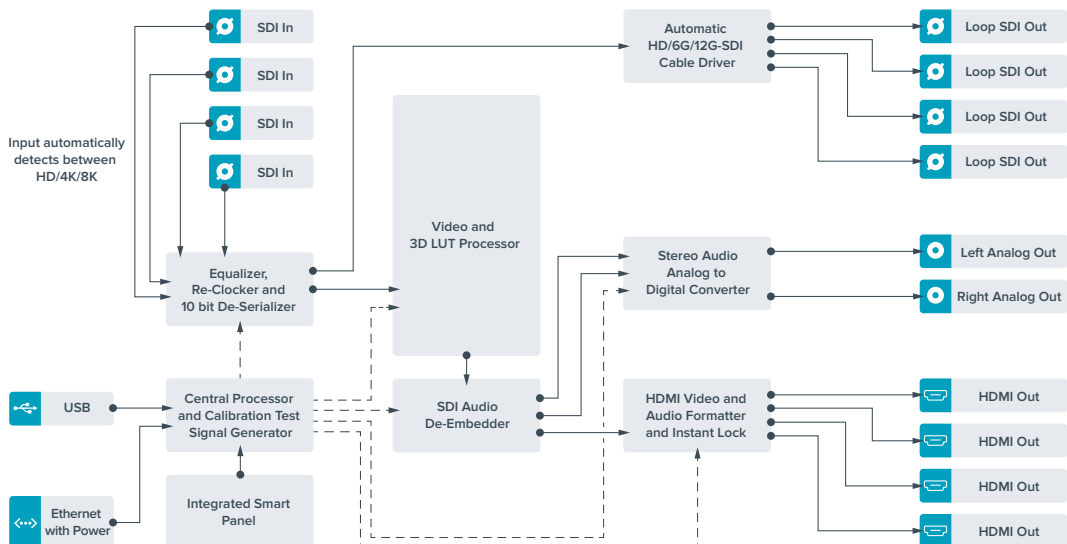 SDI In
SDI In
SDI In
SDI In
Input automatically
detects between
HD/4K/8K
Equalizer,
Re-Clocker and
10 bit De-Serializer
Video and
3D LUT Processor
Automatic
HD/6G/12G-SDI
Cable Driver
Loop SDI Out
Loop SDI Out
Loop SDI Out
Loop SDI Out
Stereo Audio
Analog to
Digital Converter
Left Analog Out
Right Analog Out
USB
Central Processor
and Calibration Test
Signal Generator
SDI Audio
De-Embedder
HDMI Video and
Audio Formatter
and Instant Lock
HDMI Out
HDMI Out
HDMI Out
HDMI Out
Ethernet
with Power
Integrated Smart
Panel